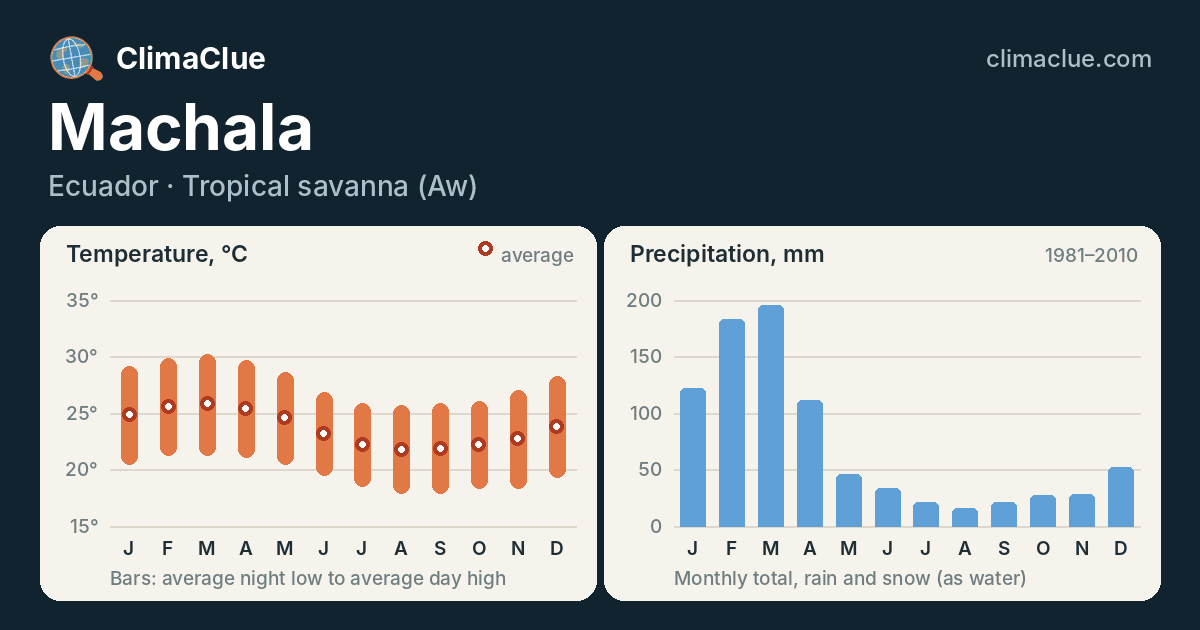 ClimaClue
climaclue.com
Machala
Ecuador · Tropical savanna (Aw)
Temperature, °C
average
35°
30°
25°
20°
15°
J F M A M J J A S O N D
Bars: average night low to average day high
Precipitation, mm
1981–2010
200
150
100
50
0
J F M A M J J A S O N D
Monthly total, rain and snow (as water)